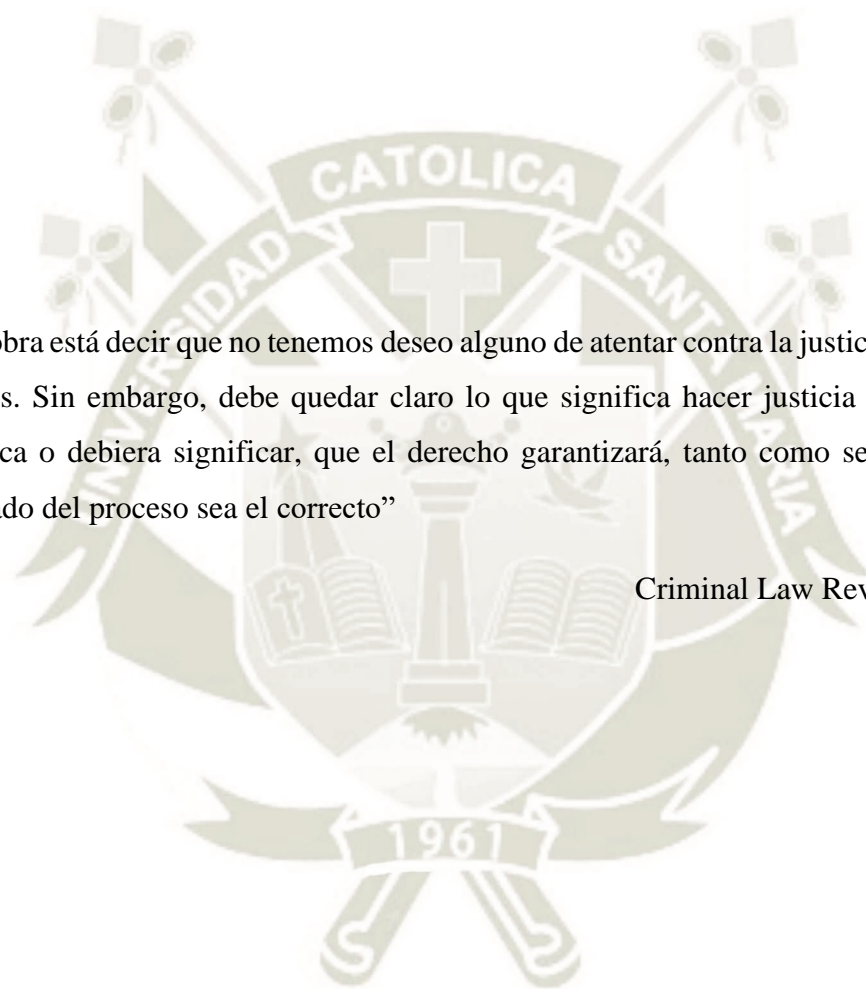 UNIVERSIDAD CATOLICA SANTA MARIA
obra está decir que no tenemos deseo alguno de atentar contra la justic
s. Sin embargo, debe quedar claro lo que significa hacer justicia
ca o debiera significar, que el derecho garantizará, tanto como se
ado del proceso sea el correcto”
Criminal Law Rev
1961